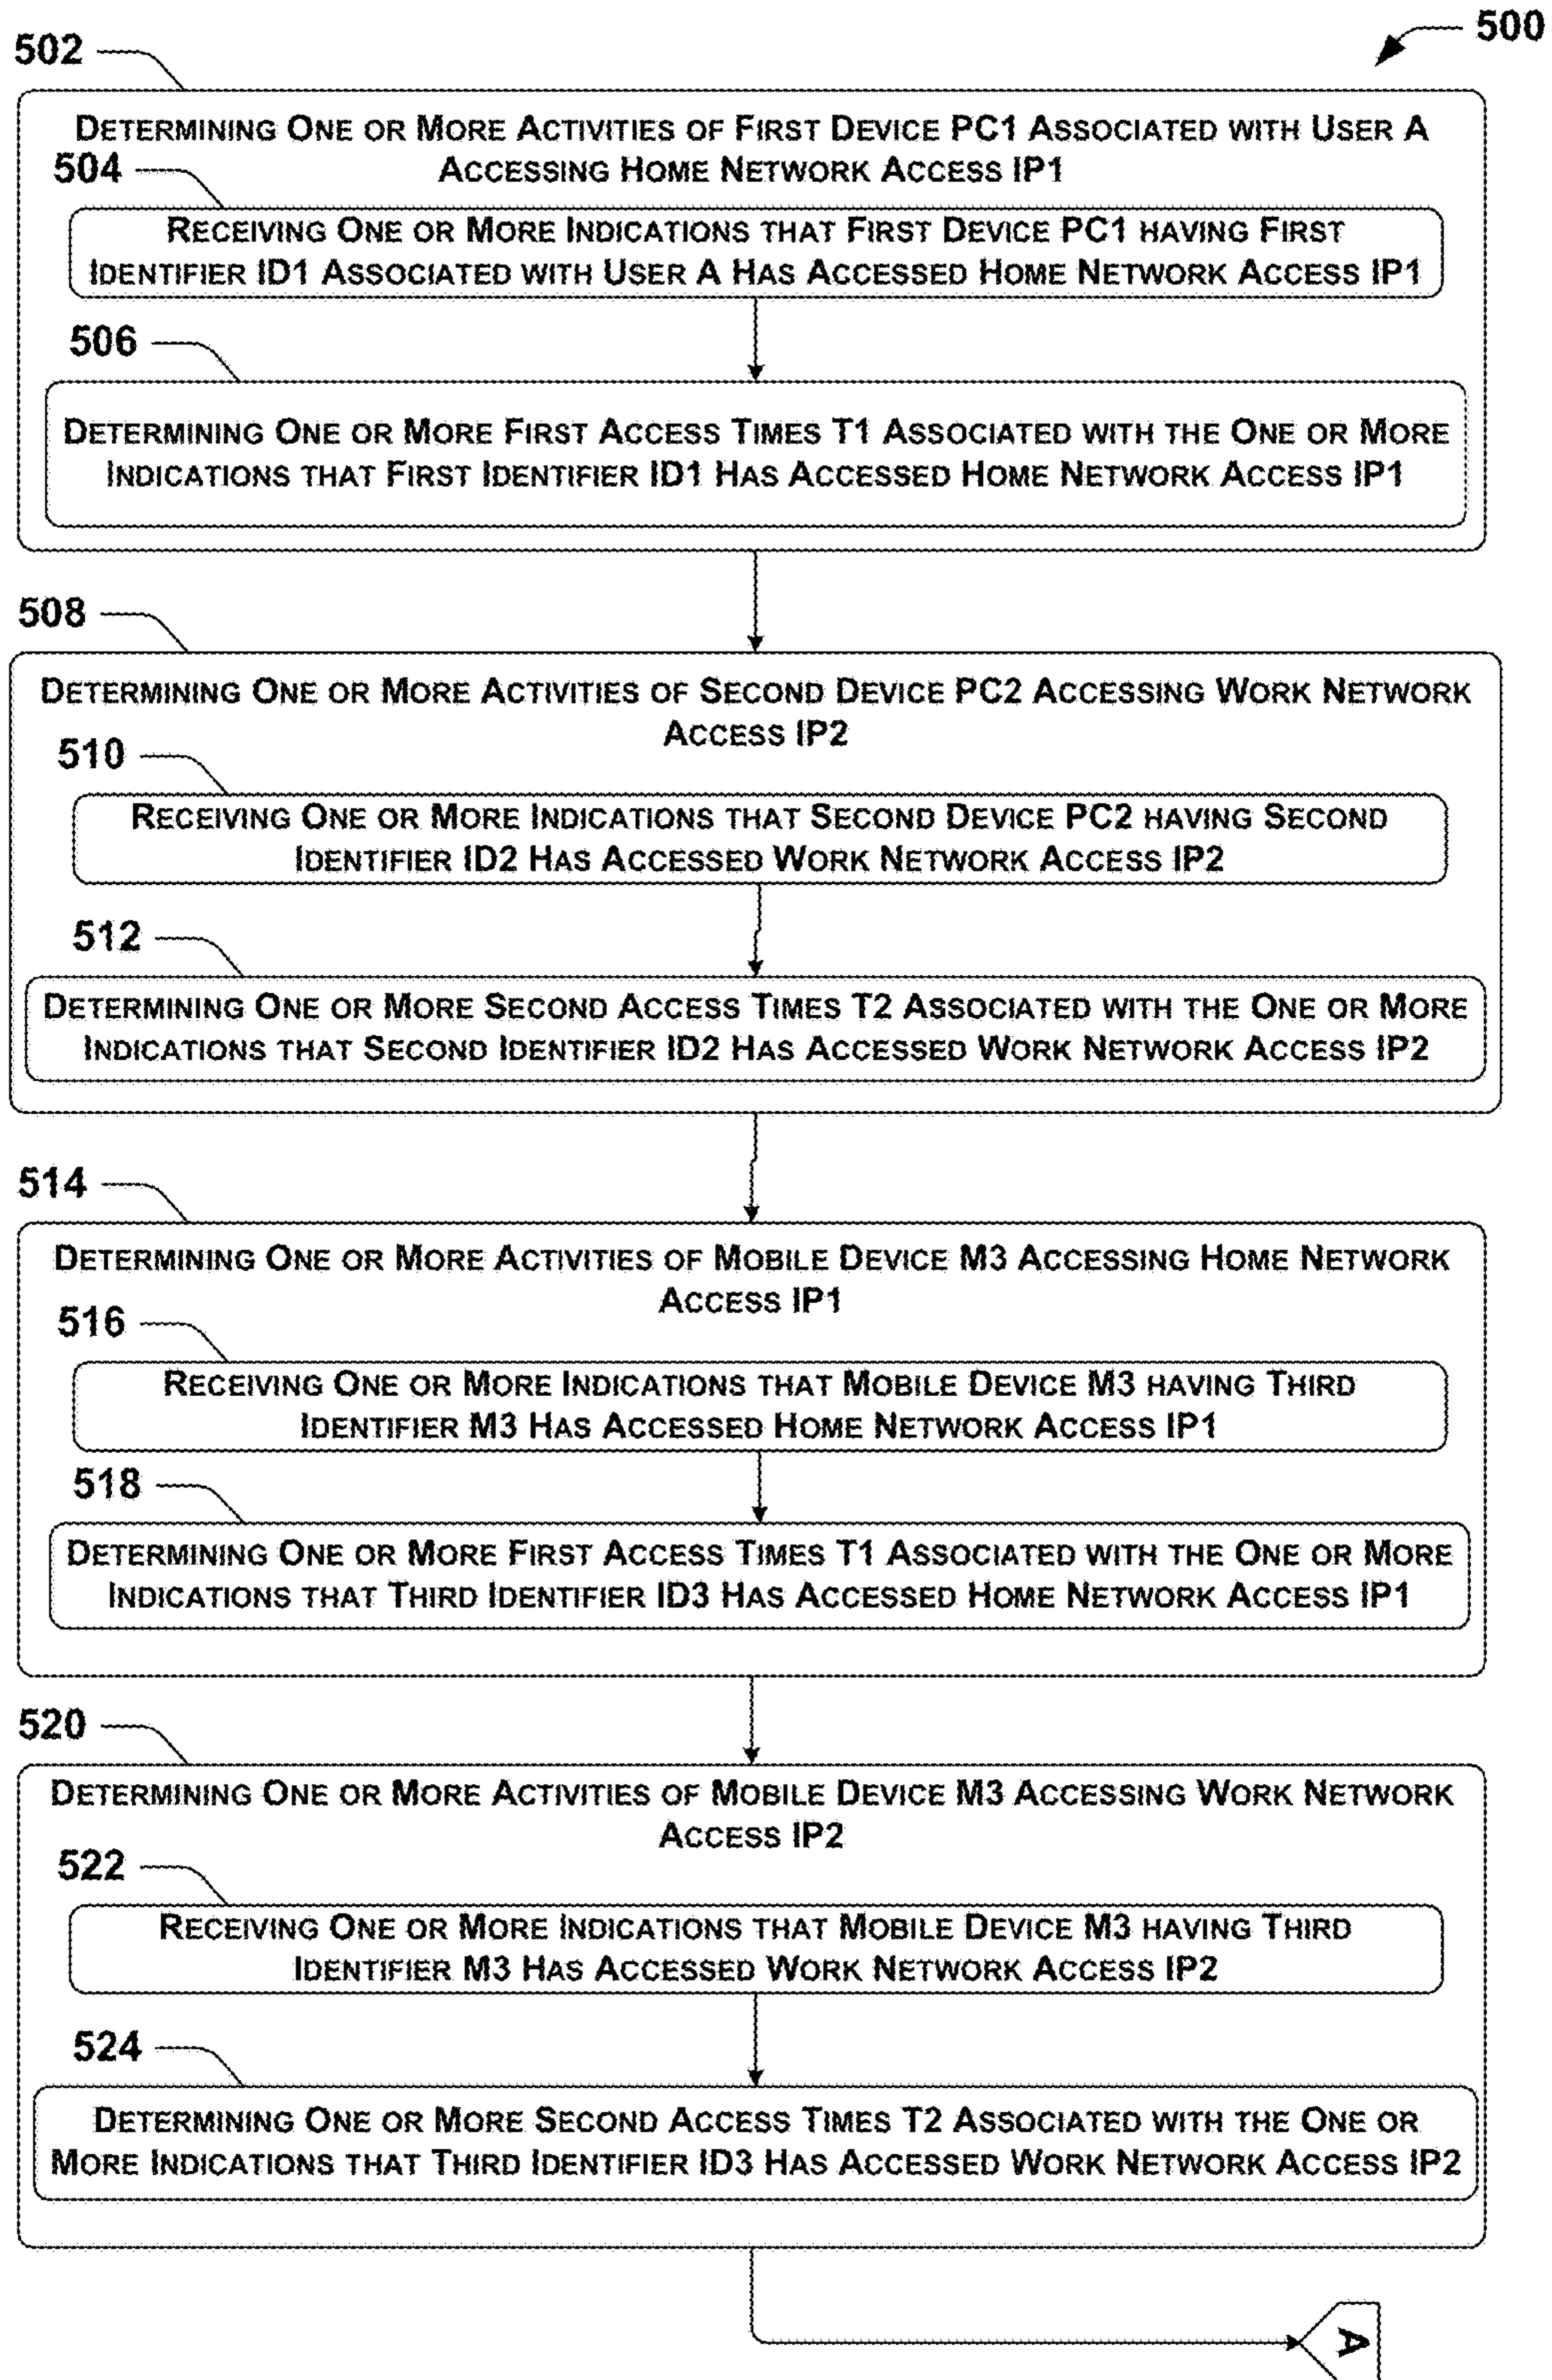 500
502
DETERMINING ONE OR MORE ACTIVITIES OF FIRST DEVICE PC1 ASSOCIATED WITH USER A
ACCESSING HOME NETWORK ACCESS IP1
504
RECEIVING ONE OR MORE INDICATIONS THAT FIRST DEVICE PC1 HAVING FIRST
IDENTIFIER ID1 ASSOCIATED WITH USER A HAS ACCESSED HOME NETWORK ACCESS IP1
506
DETERMINING ONE OR MORE FIRST ACCESS TIMES T1 ASSOCIATED WITH THE ONE OR MORE
INDICATIONS THAT FIRST IDENTIFIER ID1 HAS ACCESSED HOME NETWORK ACCESS IP1
508
DETERMINING ONE OR MORE ACTIVITIES OF SECOND DEVICE PC2 ACCESSING WORK NETWORK
ACCESS IP2
510
RECEIVING ONE OR MORE INDICATIONS THAT SECOND DEVICE PC2 HAVING SECOND
IDENTIFIER ID2 HAS ACCESSED WORK NETWORK ACCESS IP2
512
DETERMINING ONE OR MORE SECOND ACCESS TIMES T2 ASSOCIATED WITH THE ONE OR MORE
INDICATIONS THAT SECOND IDENTIFIER ID2 HAS ACCESSED WORK NETWORK ACCESS IP2
514
DETERMINING ONE OR MORE ACTIVITIES OF MOBILE DEVICE M3 ACCESSING HOME NETWORK
ACCESS IP1
516
RECEIVING ONE OR MORE INDICATIONS THAT MOBILE DEVICE M3 HAVING THIRD
IDENTIFIER M3 HAS ACCESSED HOME NETWORK ACCESS IP1
518
DETERMINING ONE OR MORE FIRST ACCESS TIMES T1 ASSOCIATED WITH THE ONE OR MORE
INDICATIONS THAT THIRD IDENTIFIER ID3 HAS ACCESSED HOME NETWORK ACCESS IP1
520
DETERMINING ONE OR MORE ACTIVITIES OF MOBILE DEVICE M3 ACCESSING WORK NETWORK
ACCESS IP2
522
RECEIVING ONE OR MORE INDICATIONS THAT MOBILE DEVICE M3 HAVING THIRD
IDENTIFIER M3 HAS ACCESSED WORK NETWORK ACCESS IP2
524
DETERMINING ONE OR MORE SECOND ACCESS TIMES T2 ASSOCIATED WITH THE ONE OR
MORE INDICATIONS THAT THIRD IDENTIFIER ID3 HAS ACCESSED WORK NETWORK ACCESS IP2
A